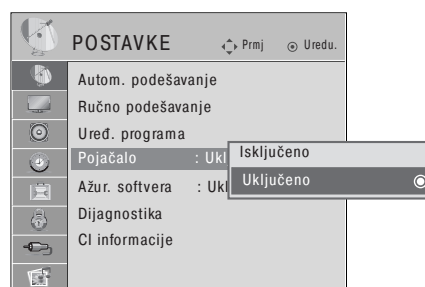 POSTAVKE Prmj Uredu.
Autom. podešavanje
Ručno podešavanje
Uređ. programa
Pojačalo : Ukl
Isključeno
Uključeno
Ažur. softvera : Ukl
Dijagnostika
CI informacije